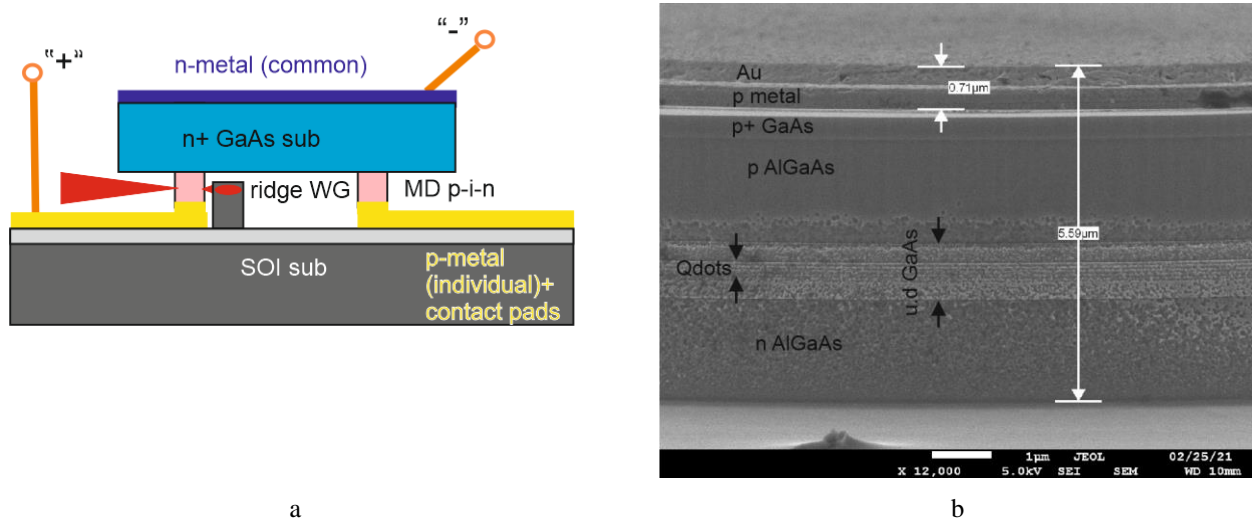 “+”
“-”
n-metal (common)
n+ GaAs sub
ridge WG
MD p-i-n
SOI sub
p-metal
(individual)+
contact pads
a
Au
0.71µm
p metal
p+ GaAs
p AlGaAs
5.59µm
Qdots
u.d GaAs
n AlGaAs
1µm JEOL 02/25/21
X 12,000 5.0kV SEI SEM WD 10mm
b